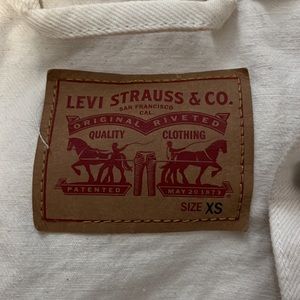 LEVI STRAUSS & CO.
SAN FRANCISCO
CAL.
ORIGINAL RIVETED
QUALITY CLOTHING
PATENTED MAY 20 1873
SIZE XS